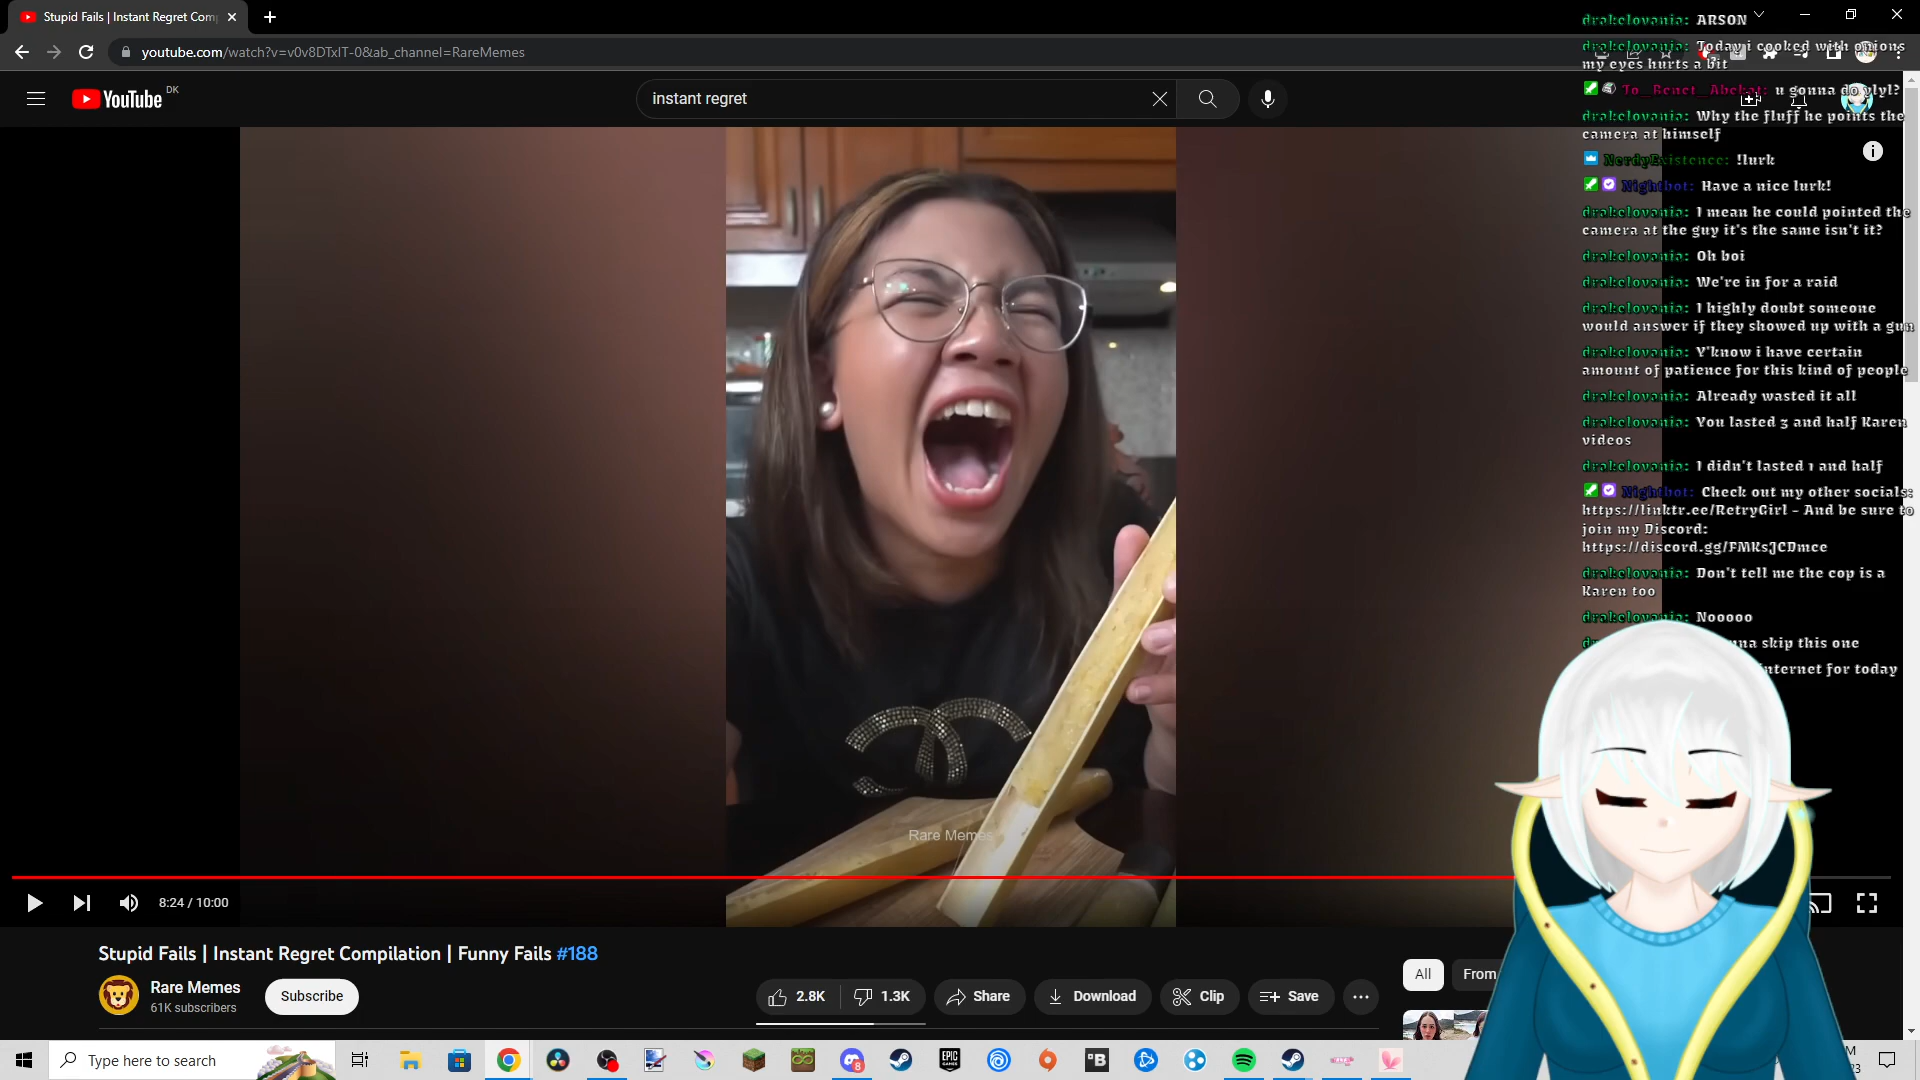 Stupid Fails | Instant Regret Com
youtube.com/watch?v=v0v8DTxIT-0&ab_channel=RareMemes
YouTube DK
instant regret
drakelovania: ARSON
drakelovania: Today i cooked with onions
my eyes hurts a bit
To_Benet_Abekat: u gonna do ylyl?
drakelovania: Why the fluff he points the
camera at himself
NerdyExistence: !lurk
Nightbot: Have a nice lurk!
drakelovania: I mean he could pointed the
camera at the guy it's the same isn't it?
drakelovania: Oh boi
drakelovania: We're in for a raid
drakelovania: I highly doubt someone
would answer if they showed up with a gun
drakelovania: Y'know i have certain
amount of patience for this kind of people
drakelovania: Already wasted it all
drakelovania: You lasted 3 and half Karen
videos
drakelovania: I didn't lasted 1 and half
Nightbot: Check out my other socials:
https://linktr.ee/RetryGirl - And be sure to
join my Discord:
https://discord.gg/FMKsJCDmce
drakelovania: Don't tell me the cop is a
Karen too
drakelovania: Nooooo
skip this one
internet for today
Rare Memes
8:24 / 10:00
Stupid Fails | Instant Regret Compilation | Funny Fails #188
Rare Memes
61K subscribers
Subscribe
2.8K
1.3K
Share
Download
Clip
Save
All
From
Type here to search